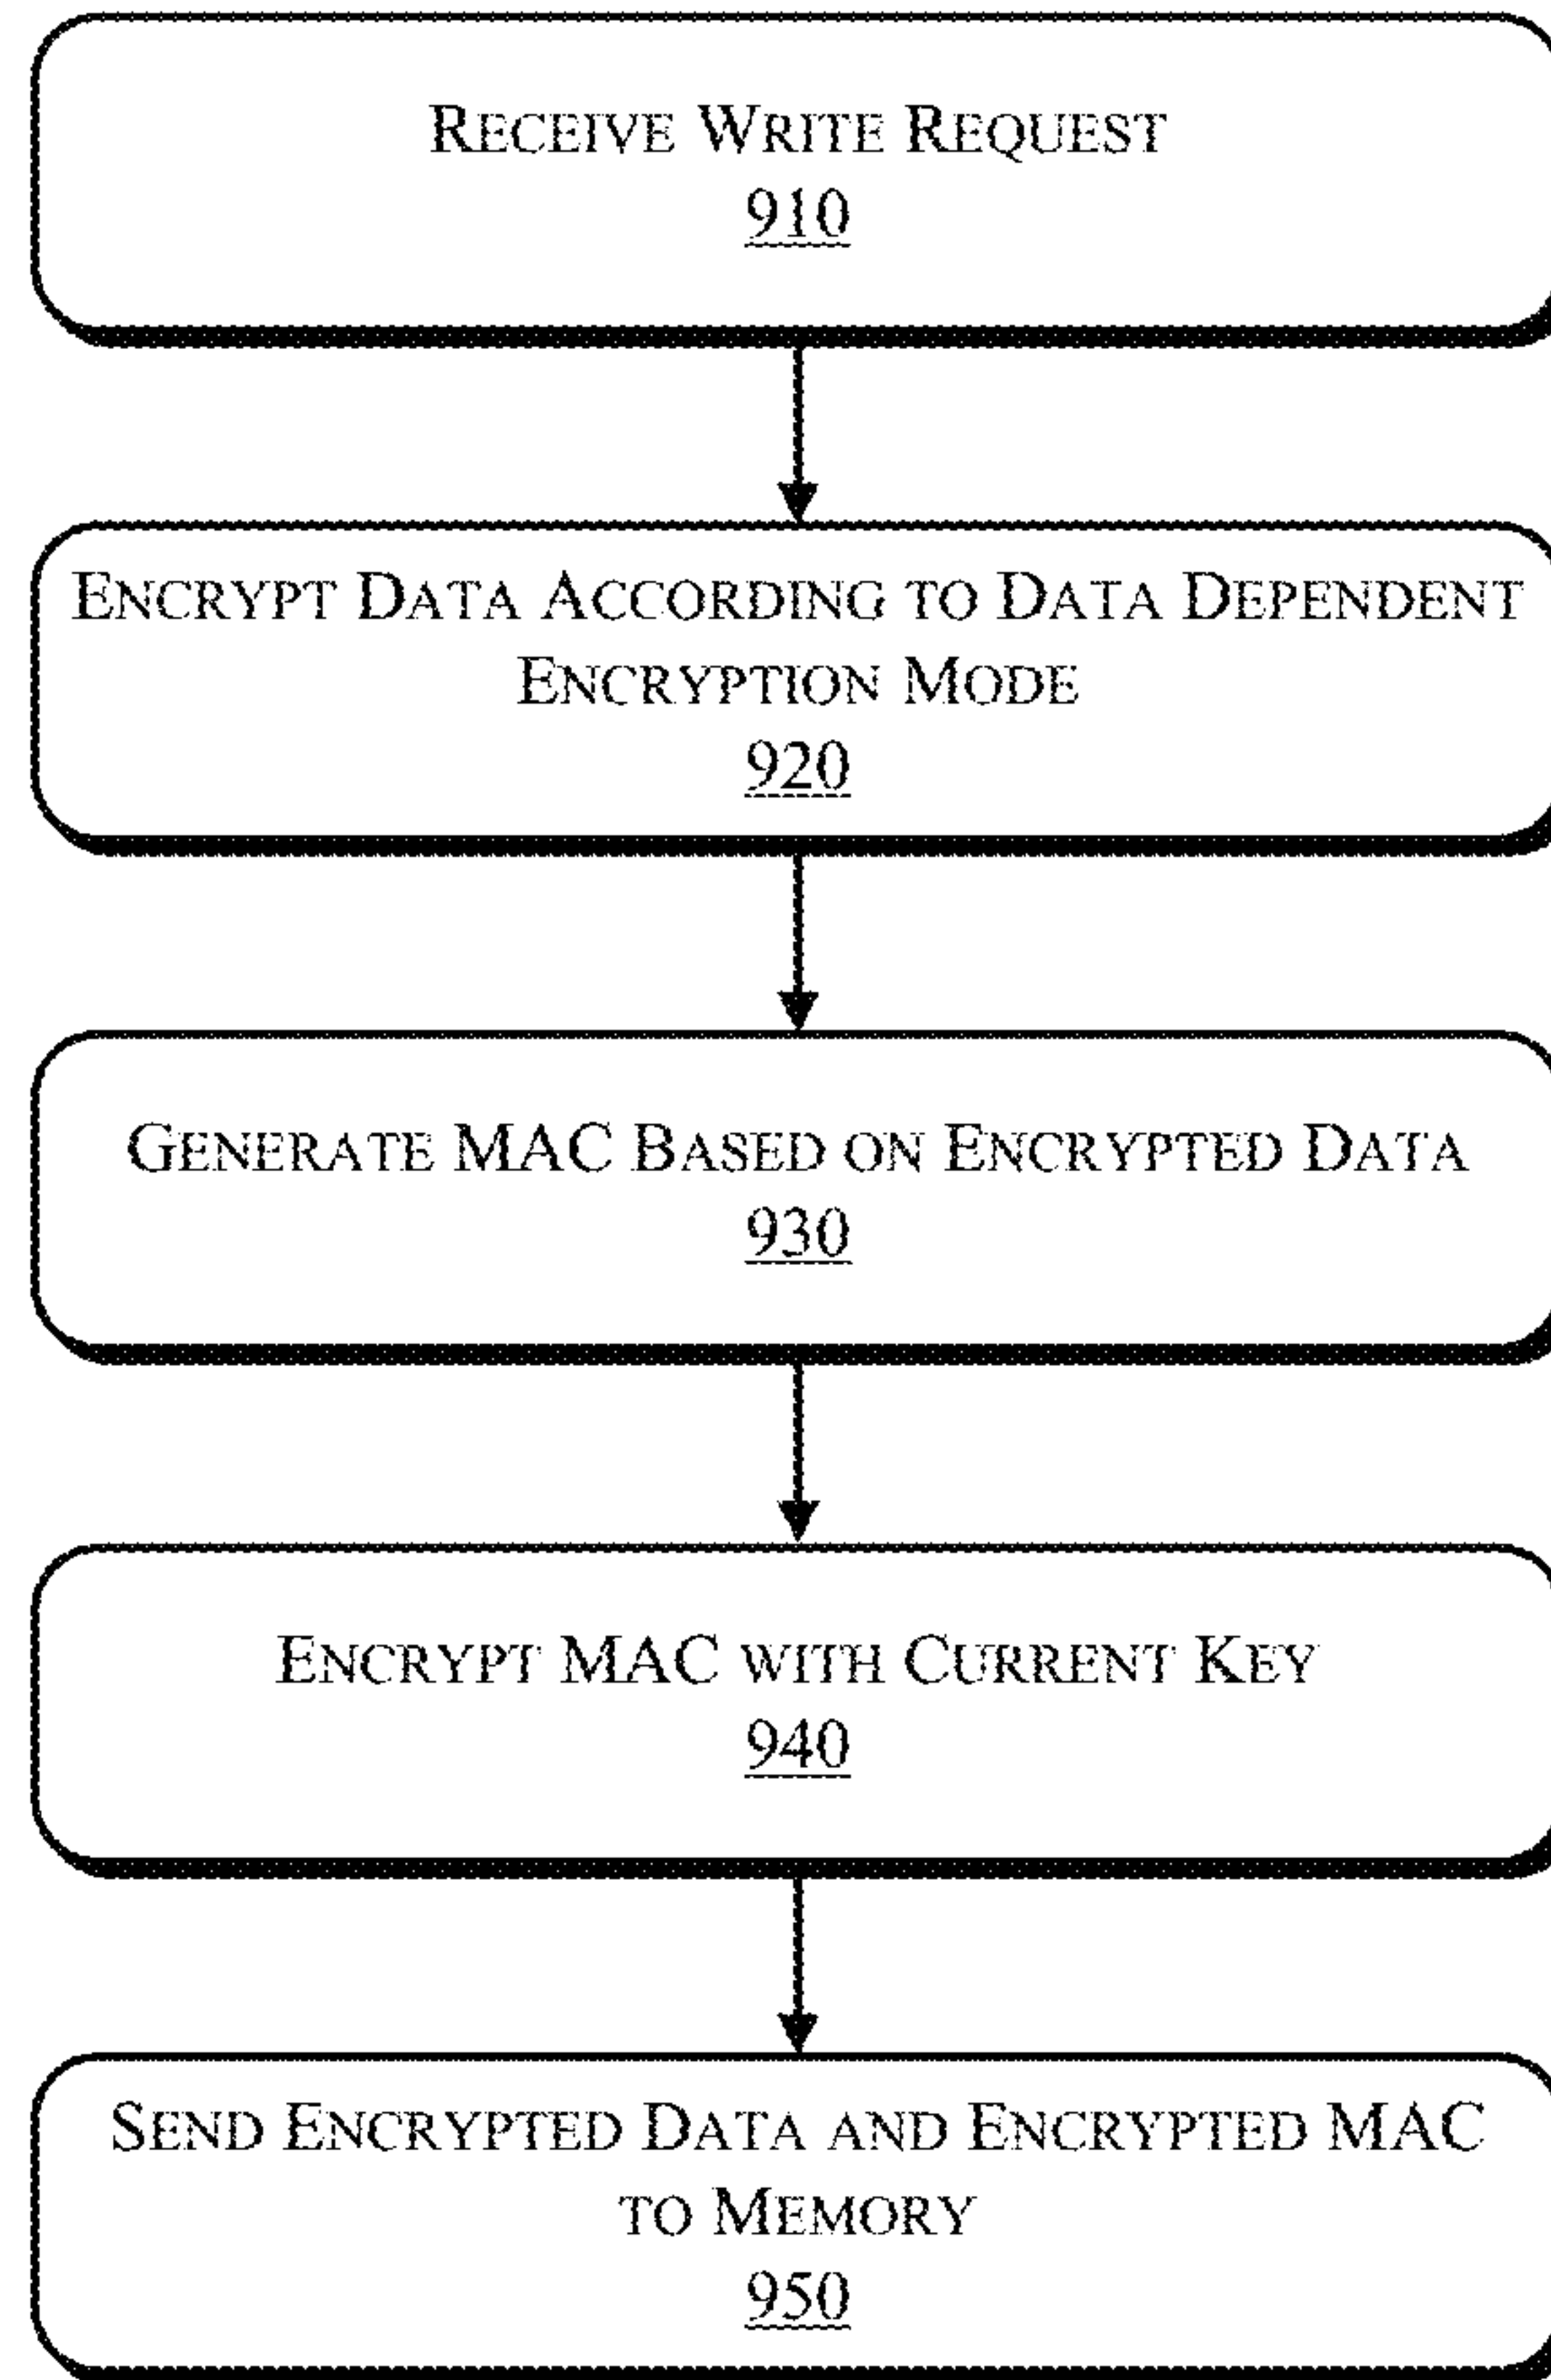 RECEIVE WRITE REQUEST
910
ENCRYPT DATA ACCORDING TO DATA DEPENDENT
ENCRYPTION MODE
920
GENERATE MAC BASED ON ENCRYPTED DATA
930
ENCRYPT MAC WITH CURRENT KEY
940
SEND ENCRYPTED DATA AND ENCRYPTED MAC
TO MEMORY
950